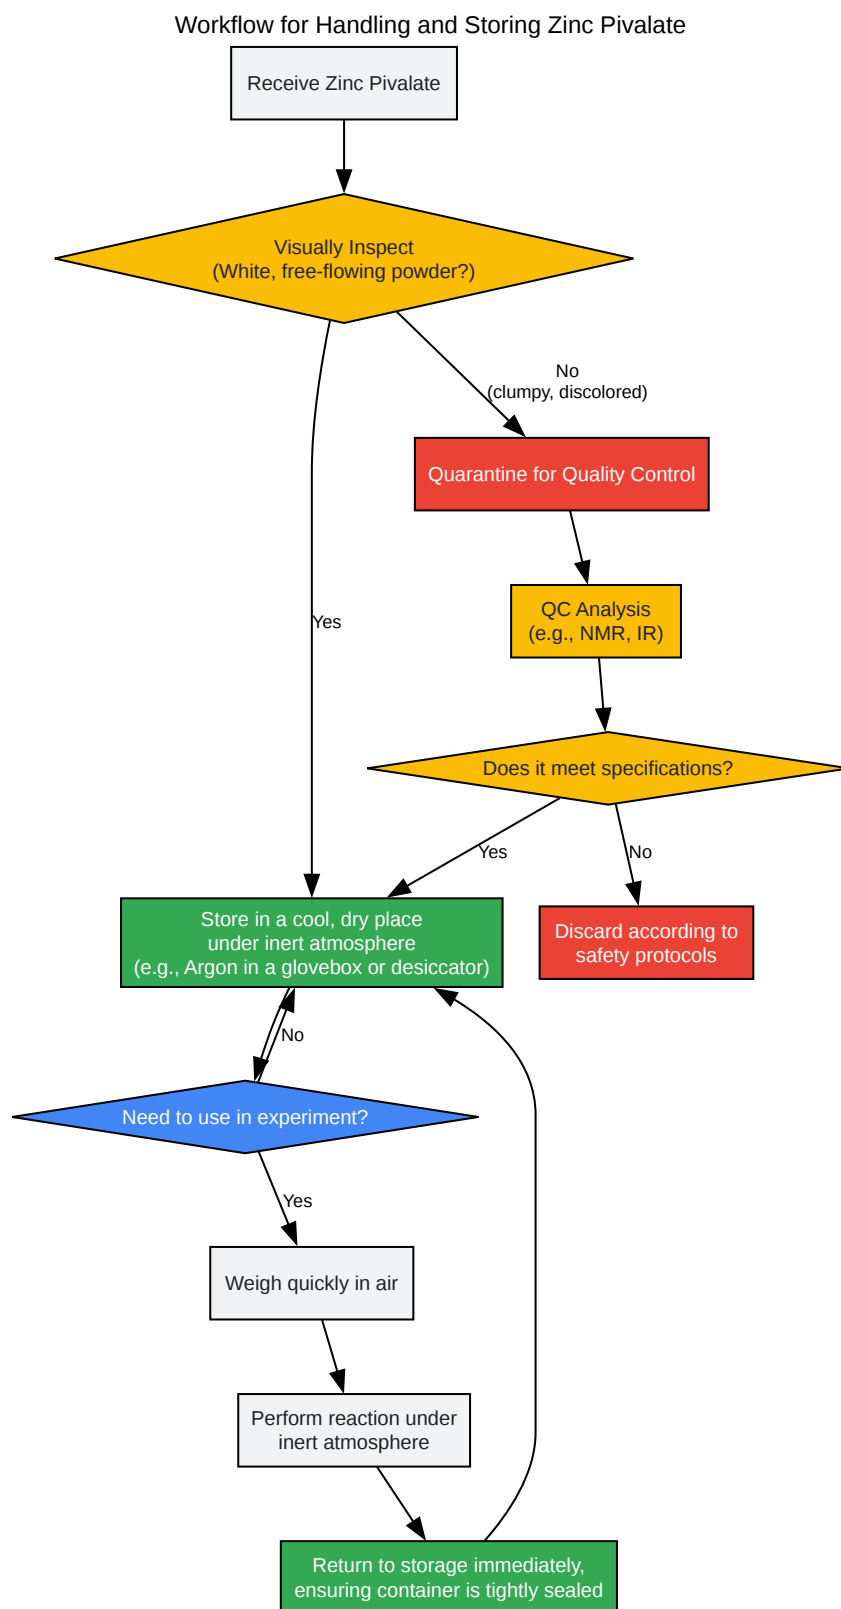 Workflow for Handling and Storing Zinc Pivalate
Receive Zinc Pivalate
Visually Inspect
(White, free-flowing powder?)
No
(clumpy, discolored)
Quarantine for Quality Control
Yes
QC Analysis
(e.g., NMR, IR)
Does it meet specifications?
Yes
No
Store in a cool, dry place
under inert atmosphere
(e.g., Argon in a glovebox or desiccator)
Discard according to
safety protocols
No
Need to use in experiment?
Yes
Weigh quickly in air
Perform reaction under
inert atmosphere
Return to storage immediately,
ensuring container is tightly sealed